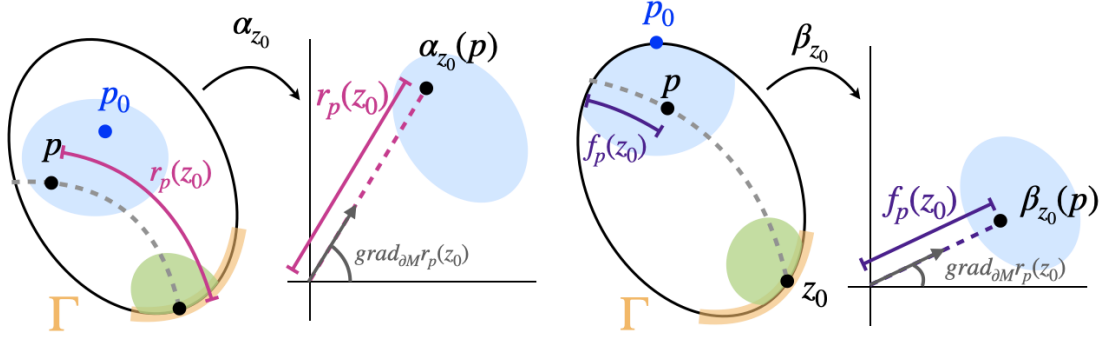 α_{z_0}
α_{z_0}(p)
r_p(z_0)
p_0
p
r_p(z_0)
grad_{∂M}r_p(z_0)
Γ
p_0
β_{z_0}
p
f_p(z_0)
f_p(z_0)
β_{z_0}(p)
grad_{∂M}r_p(z_0)
z_0
Γ